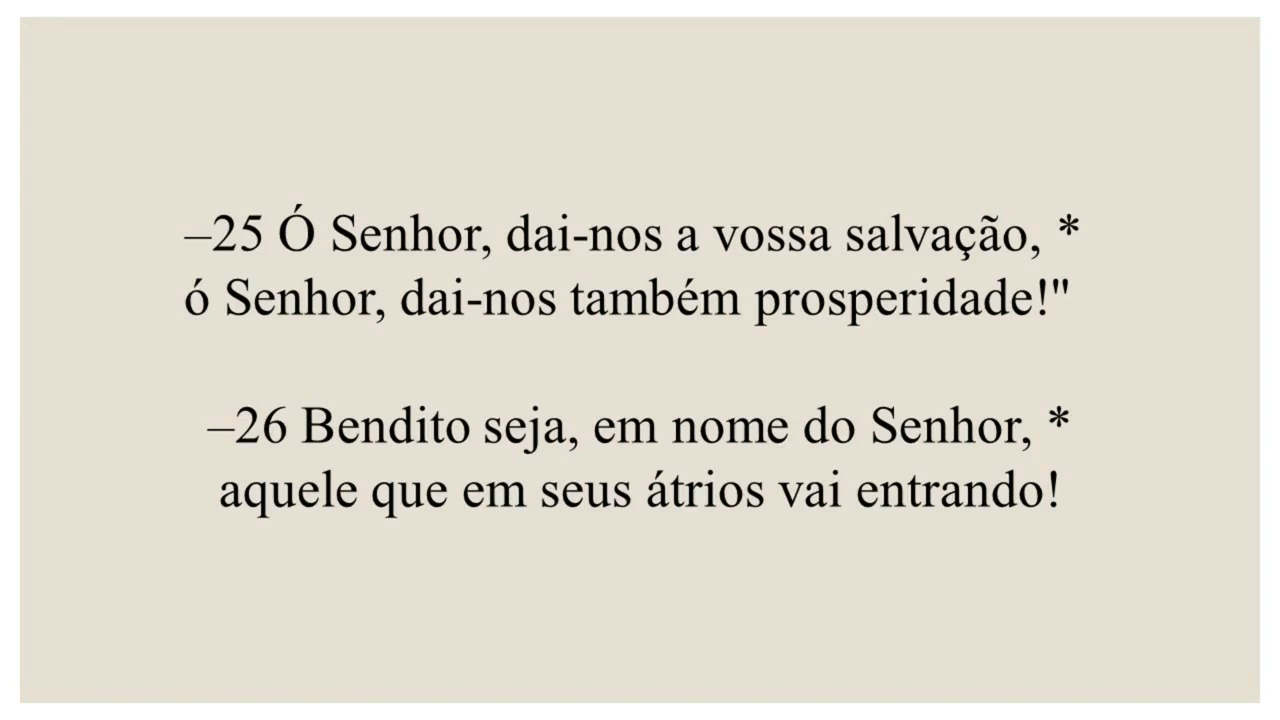 –25 Ó Senhor, dai-nos a vossa salvação, *
ó Senhor, dai-nos também prosperidade!"
–26 Bendito seja, em nome do Senhor, *
aquele que em seus átrios vai entrando!